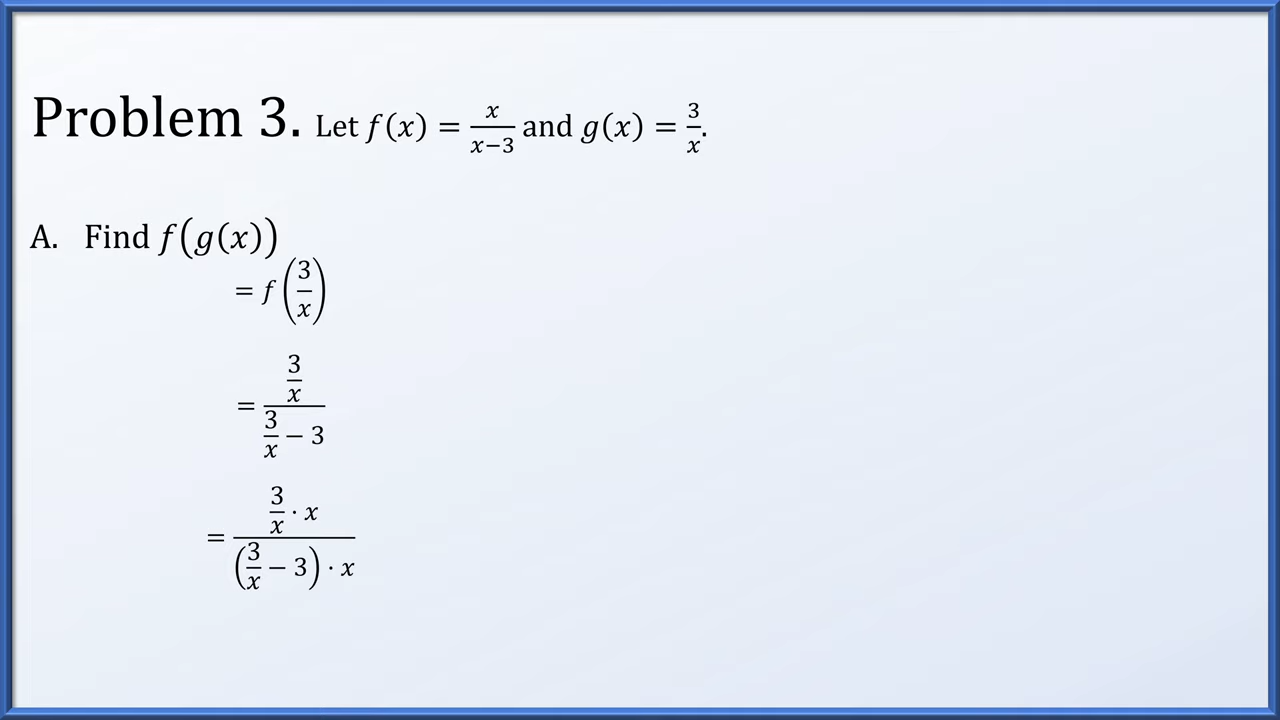 Problem 3. Let f(x) = x/(x−3) and g(x) = 3/x.
A. Find f(g(x))
= f(3/x)
= (3/x)/(3/x − 3)
= (3/x · x)/((3/x − 3) · x)